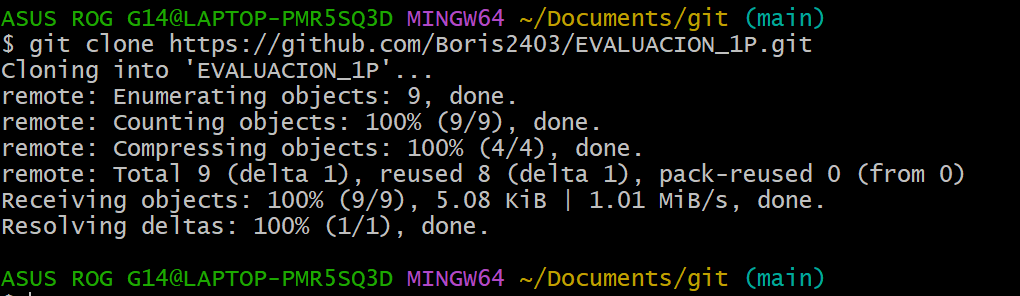 ASUS ROG G14@LAPTOP-PMR5SQ3D MINGW64 ~/Documents/git (main)
$ git clone https://github.com/Boris2403/EVALUACION_1P.git
Cloning into 'EVALUACION_1P'...
remote: Enumerating objects: 9, done.
remote: Counting objects: 100% (9/9), done.
remote: Compressing objects: 100% (4/4), done.
remote: Total 9 (delta 1), reused 8 (delta 1), pack-reused 0 (from 0)
Receiving objects: 100% (9/9), 5.08 KiB | 1.01 MiB/s, done.
Resolving deltas: 100% (1/1), done.
ASUS ROG G14@LAPTOP-PMR5SQ3D MINGW64 ~/Documents/git (main)